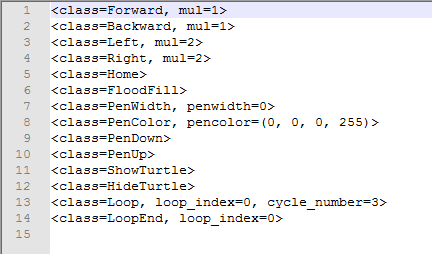 1 <class=Forward, mul=1>
2 <class=Backward, mul=1>
3 <class=Left, mul=2>
4 <class=Right, mul=2>
5 <class=Home>
6 <class=FloodFill>
7 <class=PenWidth, penwidth=0>
8 <class=PenColor, pencolor=(0, 0, 0, 255)>
9 <class=PenDown>
10 <class=PenUp>
11 <class=ShowTurtle>
12 <class=HideTurtle>
13 <class=Loop, loop_index=0, cycle_number=3>
14 <class=LoopEnd, loop_index=0>
15